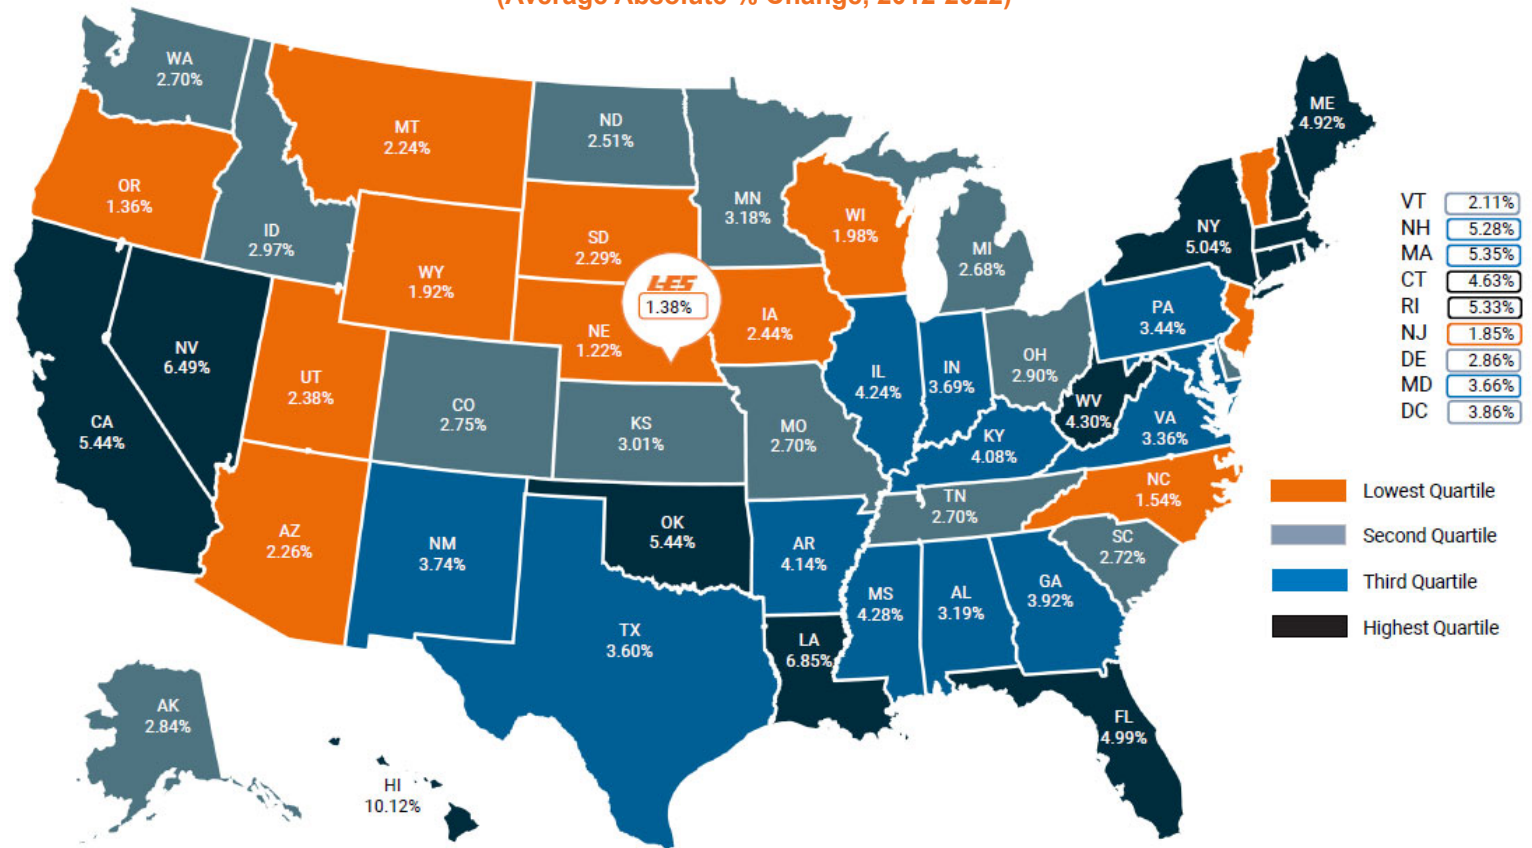 (Average Absolute % Change, 2012-2022)
WA
2.70%
OR
1.36%
CA
5.44%
NV
6.49%
ID
2.97%
MT
2.24%
WY
1.92%
UT
2.38%
AZ
2.26%
CO
2.75%
NM
3.74%
ND
2.51%
SD
2.29%
NE
1.22%
LES
1.38%
KS
3.01%
OK
5.44%
TX
3.60%
MN
3.18%
IA
2.44%
MO
2.70%
AR
4.14%
LA
6.85%
WI
1.98%
IL
4.24%
MI
2.68%
IN
3.69%
OH
2.90%
KY
4.08%
TN
2.70%
MS
4.28%
AL
3.19%
GA
3.92%
FL
4.99%
SC
2.72%
NC
1.54%
VA
3.36%
WV
4.30%
PA
3.44%
NY
5.04%
ME
4.92%
AK
2.84%
HI
10.12%
VT 2.11%
NH 5.28%
MA 5.35%
CT 4.63%
RI 5.33%
NJ 1.85%
DE 2.86%
MD 3.66%
DC 3.86%
Lowest Quartile
Second Quartile
Third Quartile
Highest Quartile